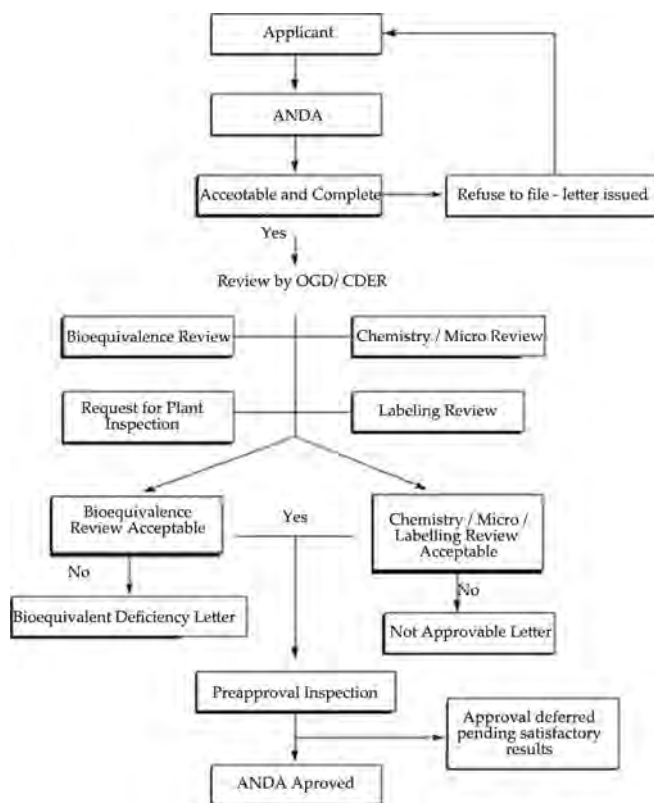 Applicant
ANDA
Acceotable and Complete
Refuse to file - letter issued
Yes
Review by OGD/ CDER
Bioequivalence Review
Chemistry / Micro Review
Request for Plant
Inspection
Labeling Review
Bioequivalence
Review Acceptable
Yes
Chemistry / Micro /
Labelling Review
Acceptable
No
No
Bioequivalent Deficiency Letter
Not Approvable Letter
Preapproval Inspection
Approval deferred
pending satisfactory
results
ANDA Aproved